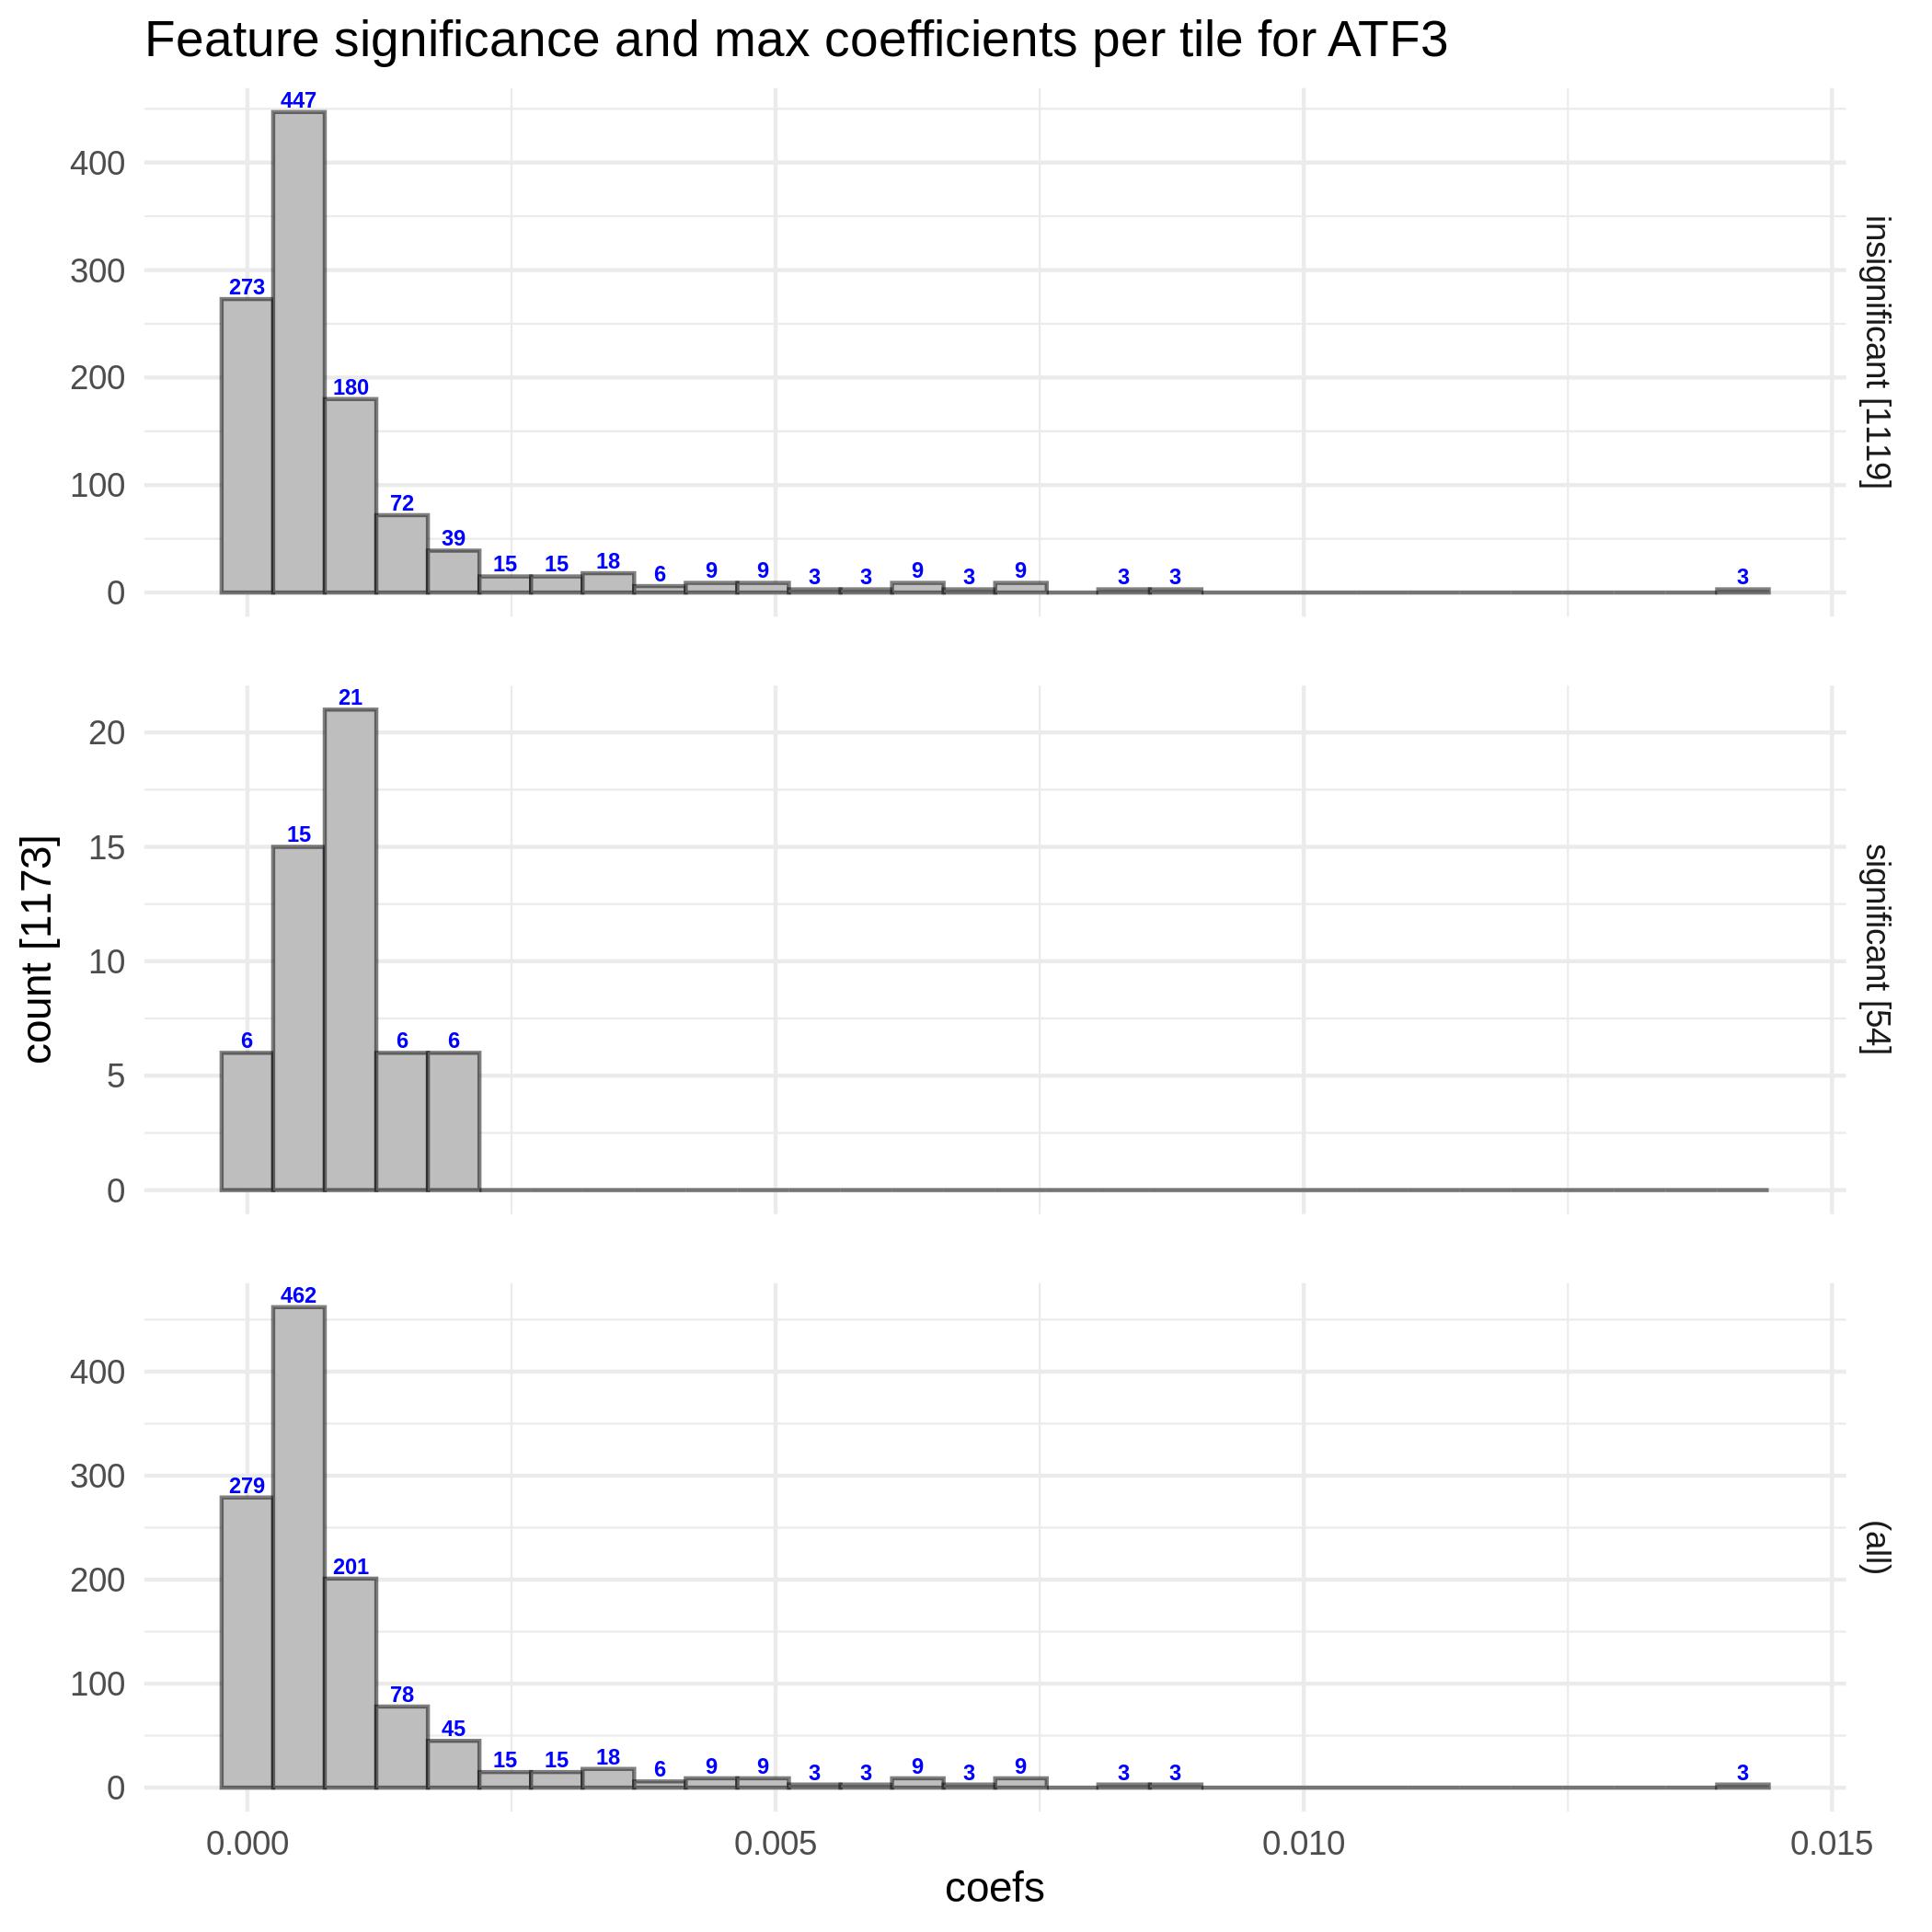 Feature significance and max coefficients per tile for ATF3
447
400
300
273
200
180
100
72
39
15 15 18 6 9 9 3 3 9 3 9 3 3 3
0
insignificant [1119]
21
20
15
15
10
6 6 6
5
0
significant [54]
count [1173]
462
400
300
279
200
201
100
78
45
15 15 18 6 9 9 3 3 9 3 9 3 3 3
0
(all)
0.000 0.005 0.010 0.015
coefs